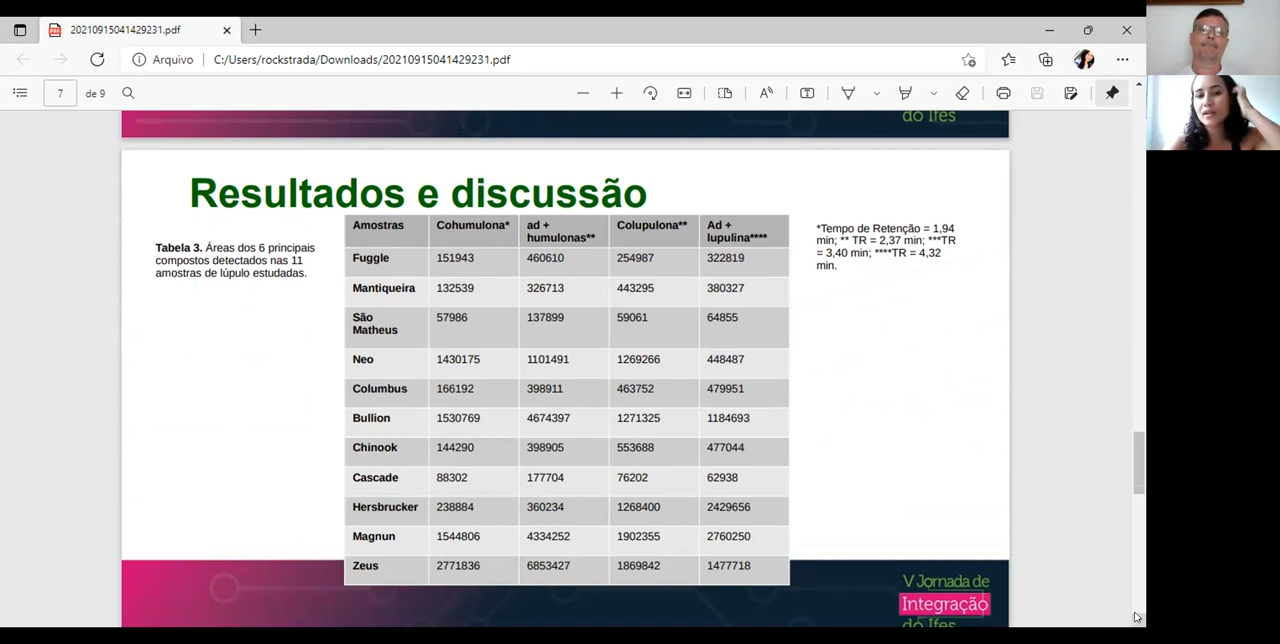 20210915041429231.pdf
Arquivo
C:/Users/rockstrada/Downloads/20210915041429231.pdf
7 de 9
do Ifes
Resultados e discussão
Tabela 3. Áreas dos 6 principais
compostos detectados nas 11
amostras de lúpulo estudadas.
Amostras Cohumulona* ad + humulonas** Colupulona** Ad + lupulina****
Fuggle 151943 460610 254987 322819
Mantiqueira 132539 326713 443295 380327
São Matheus 57986 137899 59061 64855
Neo 1430175 1101491 1269266 448487
Columbus 166192 398911 463752 479951
Bullion 1530769 4674397 1271325 1184693
Chinook 144290 398905 553688 477044
Cascade 88302 177704 76202 62938
Hersbrucker 238884 360234 1268400 2429656
Magnun 1544806 4334252 1902355 2760250
Zeus 2771836 6853427 1869842 1477718
*Tempo de Retenção = 1,94
min; ** TR = 2,37 min; ***TR
= 3,40 min; ****TR = 4,32
min.
V Jornada de
Integração
do Ifes